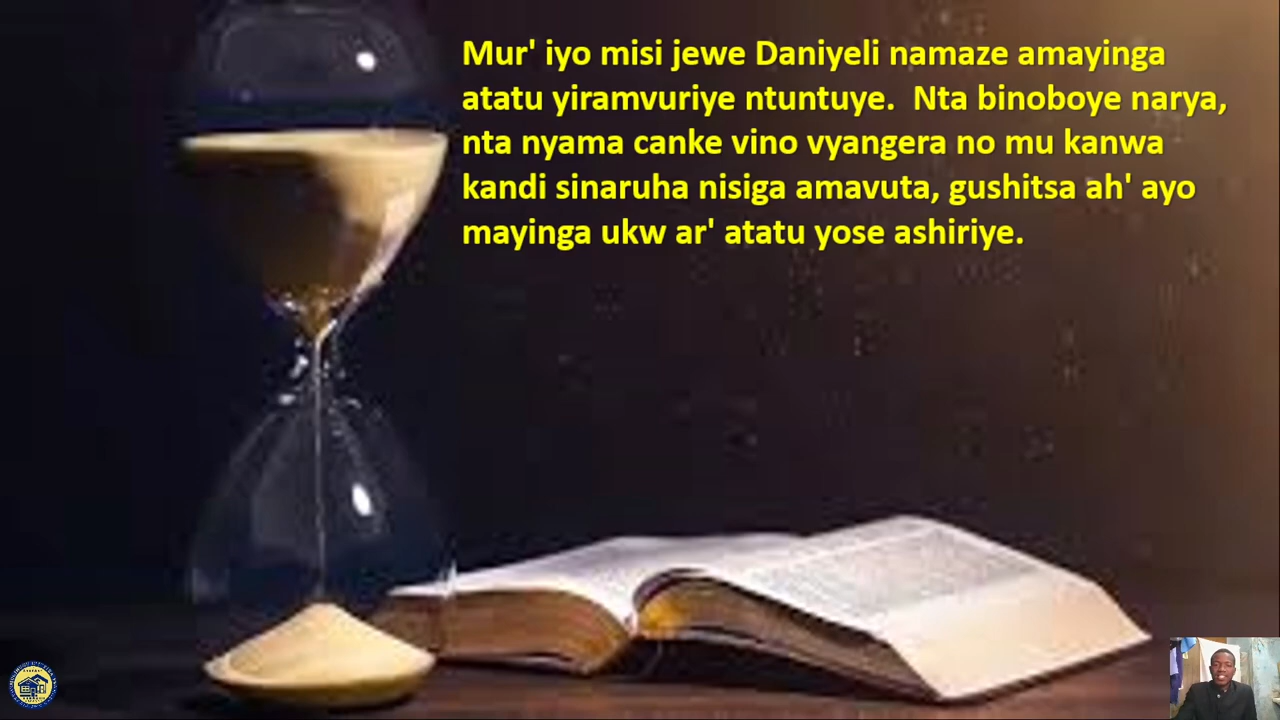 Mur' iyo misi jewe Daniyeli namaze amayinga
atatu yiramvuriye ntuntuye.  Nta binoboye narya,
nta nyama canke vino vyangera no mu kanwa
kandi sinaruha nisiga amavuta, gushitsa ah' ayo
mayinga ukw ar' atatu yose ashiriye.